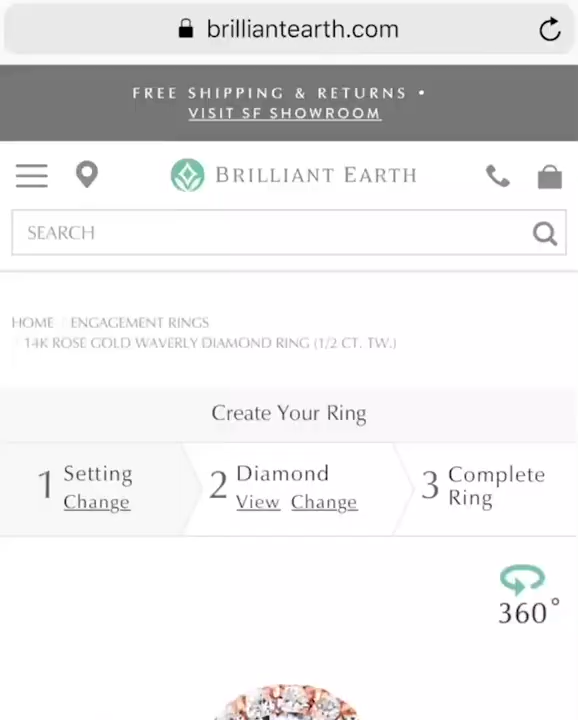 brilliantearth.com
FREE SHIPPING & RETURNS •
VISIT SF SHOWROOM
BRILLIANT EARTH
SEARCH
HOME ENGAGEMENT RINGS
14K ROSE GOLD WAVERLY DIAMOND RING (1/2 CT. TW.)
Create Your Ring
1 Setting
Change
2 Diamond
View Change
3 Complete
Ring
360°